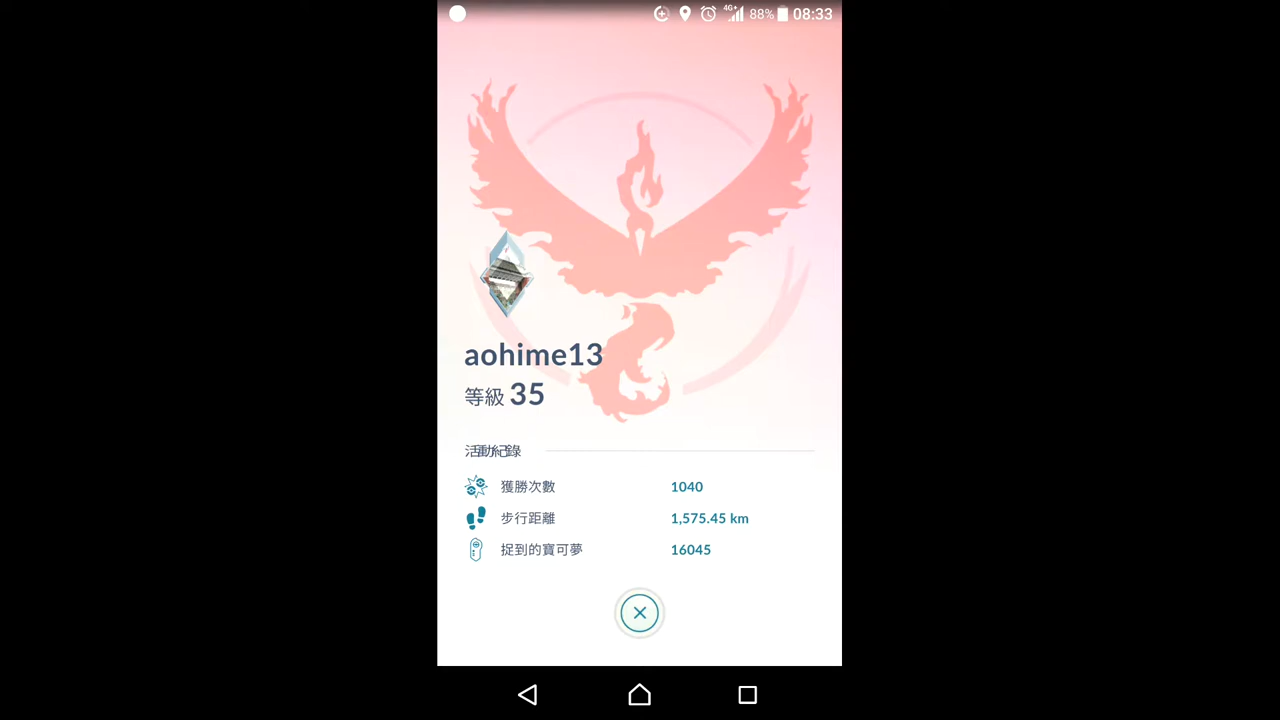 4G+ 88% 08:33
aohime13
等級 35
活動紀錄
獲勝次數 1040
步行距離 1,575.45 km
捉到的寶可夢 16045